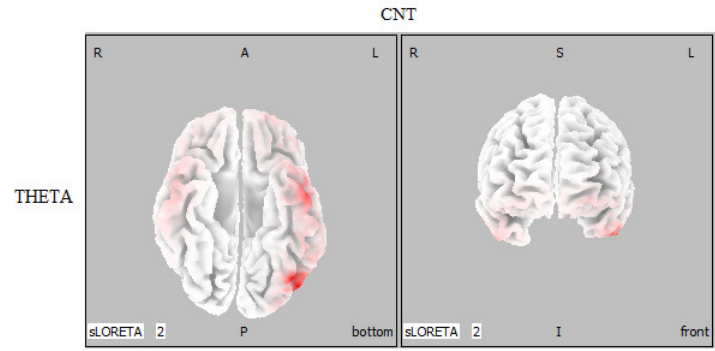 CNT
R A L
R S L
THETA
sLORETA 2 P bottom
sLORETA 2 I front